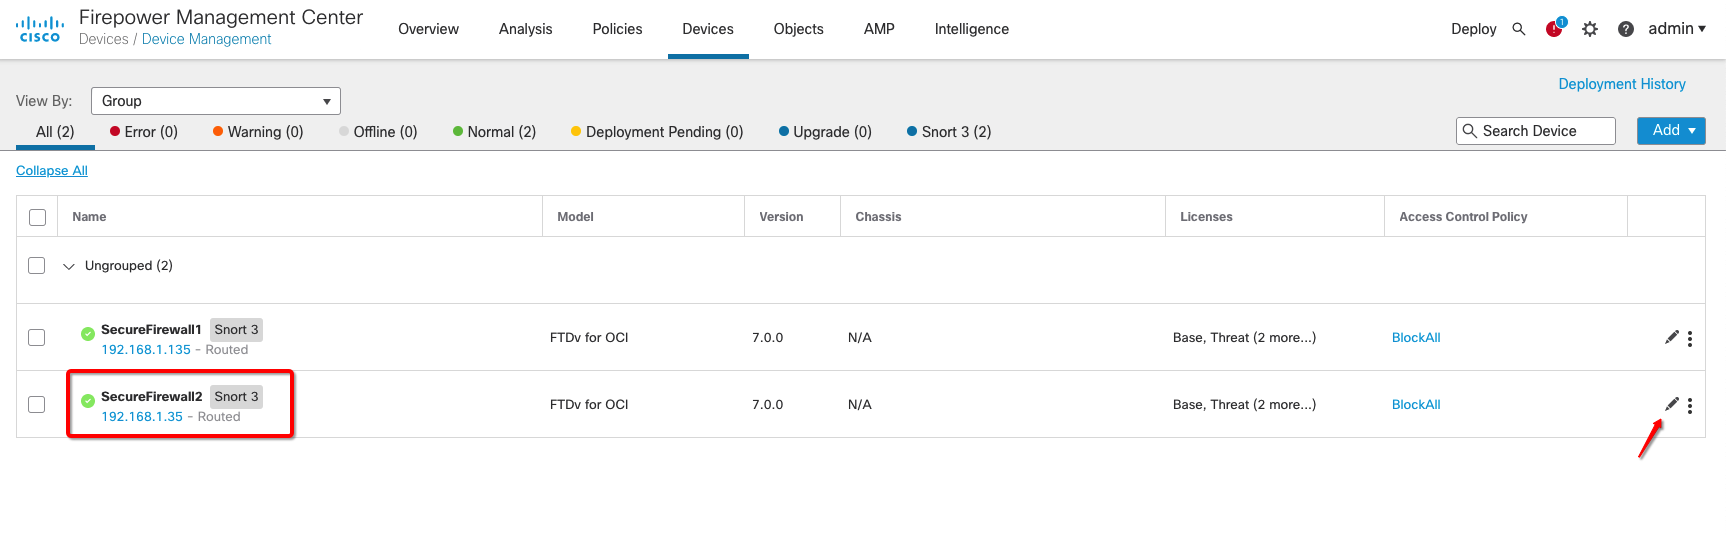 Firepower Management Center
CISCO
Devices / Device Management
Overview
Analysis
Policies
Devices
Objects
AMP
Intelligence
Deploy
1
admin
Deployment History
View By:
Group
All (2)
Error (0)
Warning (0)
Offline (0)
Normal (2)
Deployment Pending (0)
Upgrade (0)
Snort 3 (2)
Search Device
Add
Collapse All
Name
Model
Version
Chassis
Licenses
Access Control Policy
Ungrouped (2)
SecureFirewall1 Snort 3
192.168.1.135 - Routed
FTDv for OCI
7.0.0
N/A
Base, Threat (2 more...)
BlockAll
SecureFirewall2 Snort 3
192.168.1.35 - Routed
FTDv for OCI
7.0.0
N/A
Base, Threat (2 more...)
BlockAll